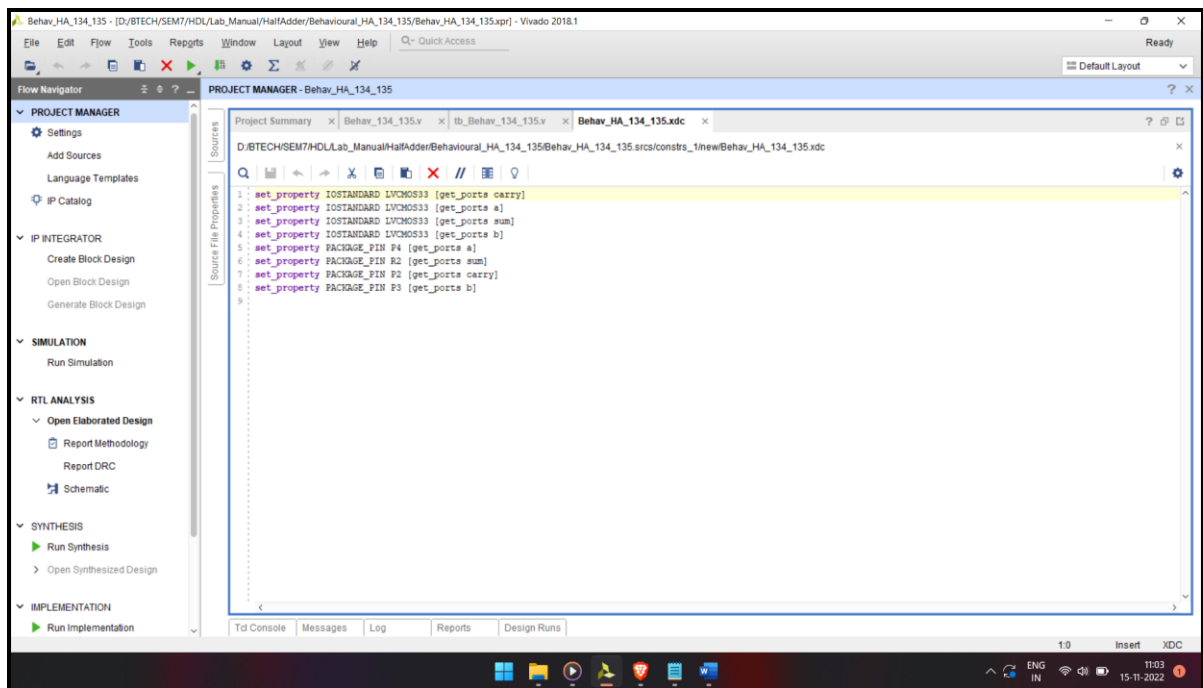 Behav_HA_134_135 - [D:/BTECH/SEM7/HDL/Lab_Manual/HalfAdder/Behavioural_HA_134_135/Behav_HA_134_135.xpr] - Vivado 2018.1
File Edit Flow Tools Reports Window Layout View Help Q- Quick Access
Ready
Default Layout
Flow Navigator
PROJECT MANAGER - Behav_HA_134_135
PROJECT MANAGER
Settings
Add Sources
Language Templates
IP Catalog
IP INTEGRATOR
Create Block Design
Open Block Design
Generate Block Design
SIMULATION
Run Simulation
RTL ANALYSIS
Open Elaborated Design
Report Methodology
Report DRC
Schematic
SYNTHESIS
Run Synthesis
Open Synthesized Design
IMPLEMENTATION
Run Implementation
Sources
Source File Properties
Project Summary Behav_134_135.v tb_Behav_134_135.v Behav_HA_134_135.xdc
D:/BTECH/SEM7/HDL/Lab_Manual/HalfAdder/Behavioural_HA_134_135/Behav_HA_134_135.srcs/constrs_1/new/Behav_HA_134_135.xdc
1 set_property IOSTANDARD LVCMOS33 [get_ports carry]
2 set_property IOSTANDARD LVCMOS33 [get_ports a]
3 set_property IOSTANDARD LVCMOS33 [get_ports sum]
4 set_property IOSTANDARD LVCMOS33 [get_ports b]
5 set_property PACKAGE_PIN P4 [get_ports a]
6 set_property PACKAGE_PIN R2 [get_ports sum]
7 set_property PACKAGE_PIN P2 [get_ports carry]
8 set_property PACKAGE_PIN P3 [get_ports b]
9
Tcl Console Messages Log Reports Design Runs
1:0 Insert XDC
ENG
IN
11:03
15-11-2022
1